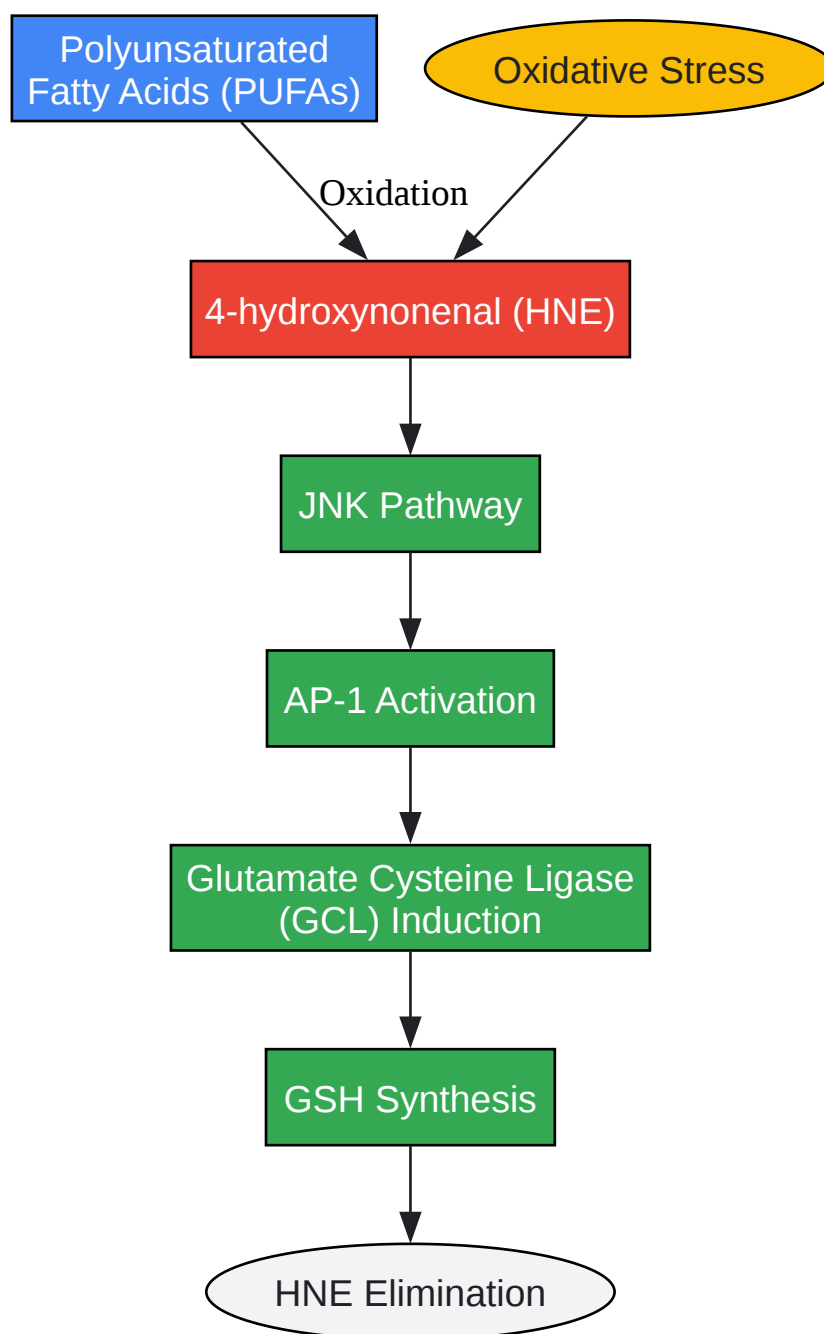 Polyunsaturated
Fatty Acids (PUFAs)
Oxidative Stress
Oxidation
4-hydroxynonenal (HNE)
JNK Pathway
AP-1 Activation
Glutamate Cysteine Ligase
(GCL) Induction
GSH Synthesis
HNE Elimination